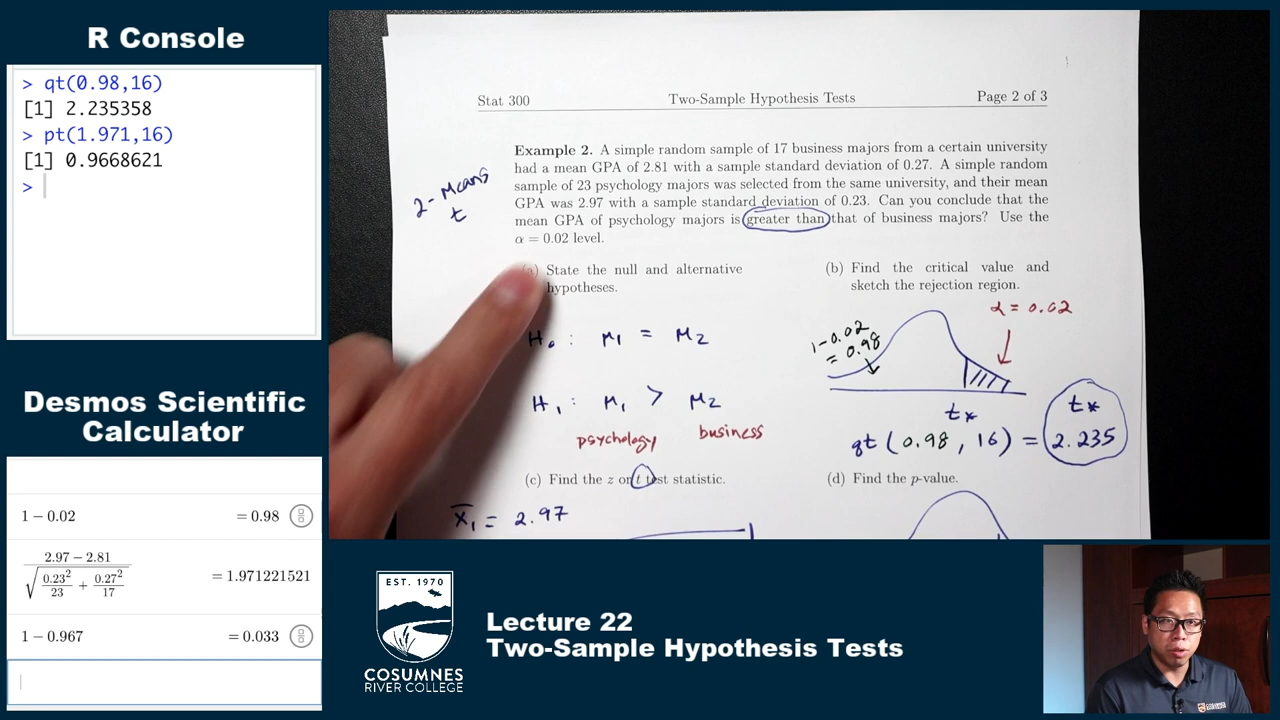 R Console
> qt(0.98,16)
[1] 2.235358
> pt(1.971,16)
[1] 0.9668621
>
Desmos Scientific
Calculator
1 − 0.02 = 0.98
2.97 − 2.81
√ 0.23² / 23 + 0.27² / 17 = 1.971221521
1 − 0.967 = 0.033
Stat 300 Two-Sample Hypothesis Tests Page 2 of 3
2-Means
t
Example 2. A simple random sample of 17 business majors from a certain university
had a mean GPA of 2.81 with a sample standard deviation of 0.27. A simple random
sample of 23 psychology majors was selected from the same university, and their mean
GPA was 2.97 with a sample standard deviation of 0.23. Can you conclude that the
mean GPA of psychology majors is greater than that of business majors? Use the
α = 0.02 level.
(a) State the null and alternative
hypotheses.
H₀ : μ₁ = μ₂
H₁ : μ₁ > μ₂
psychology business
(b) Find the critical value and
sketch the rejection region.
α = 0.02
1−0.02
= 0.98
t*
t*
qt(0.98, 16) = 2.235
(c) Find the z or t test statistic.
x̄₁ = 2.97
(d) Find the p-value.
EST. 1970
COSUMNES
RIVER COLLEGE
Lecture 22
Two-Sample Hypothesis Tests